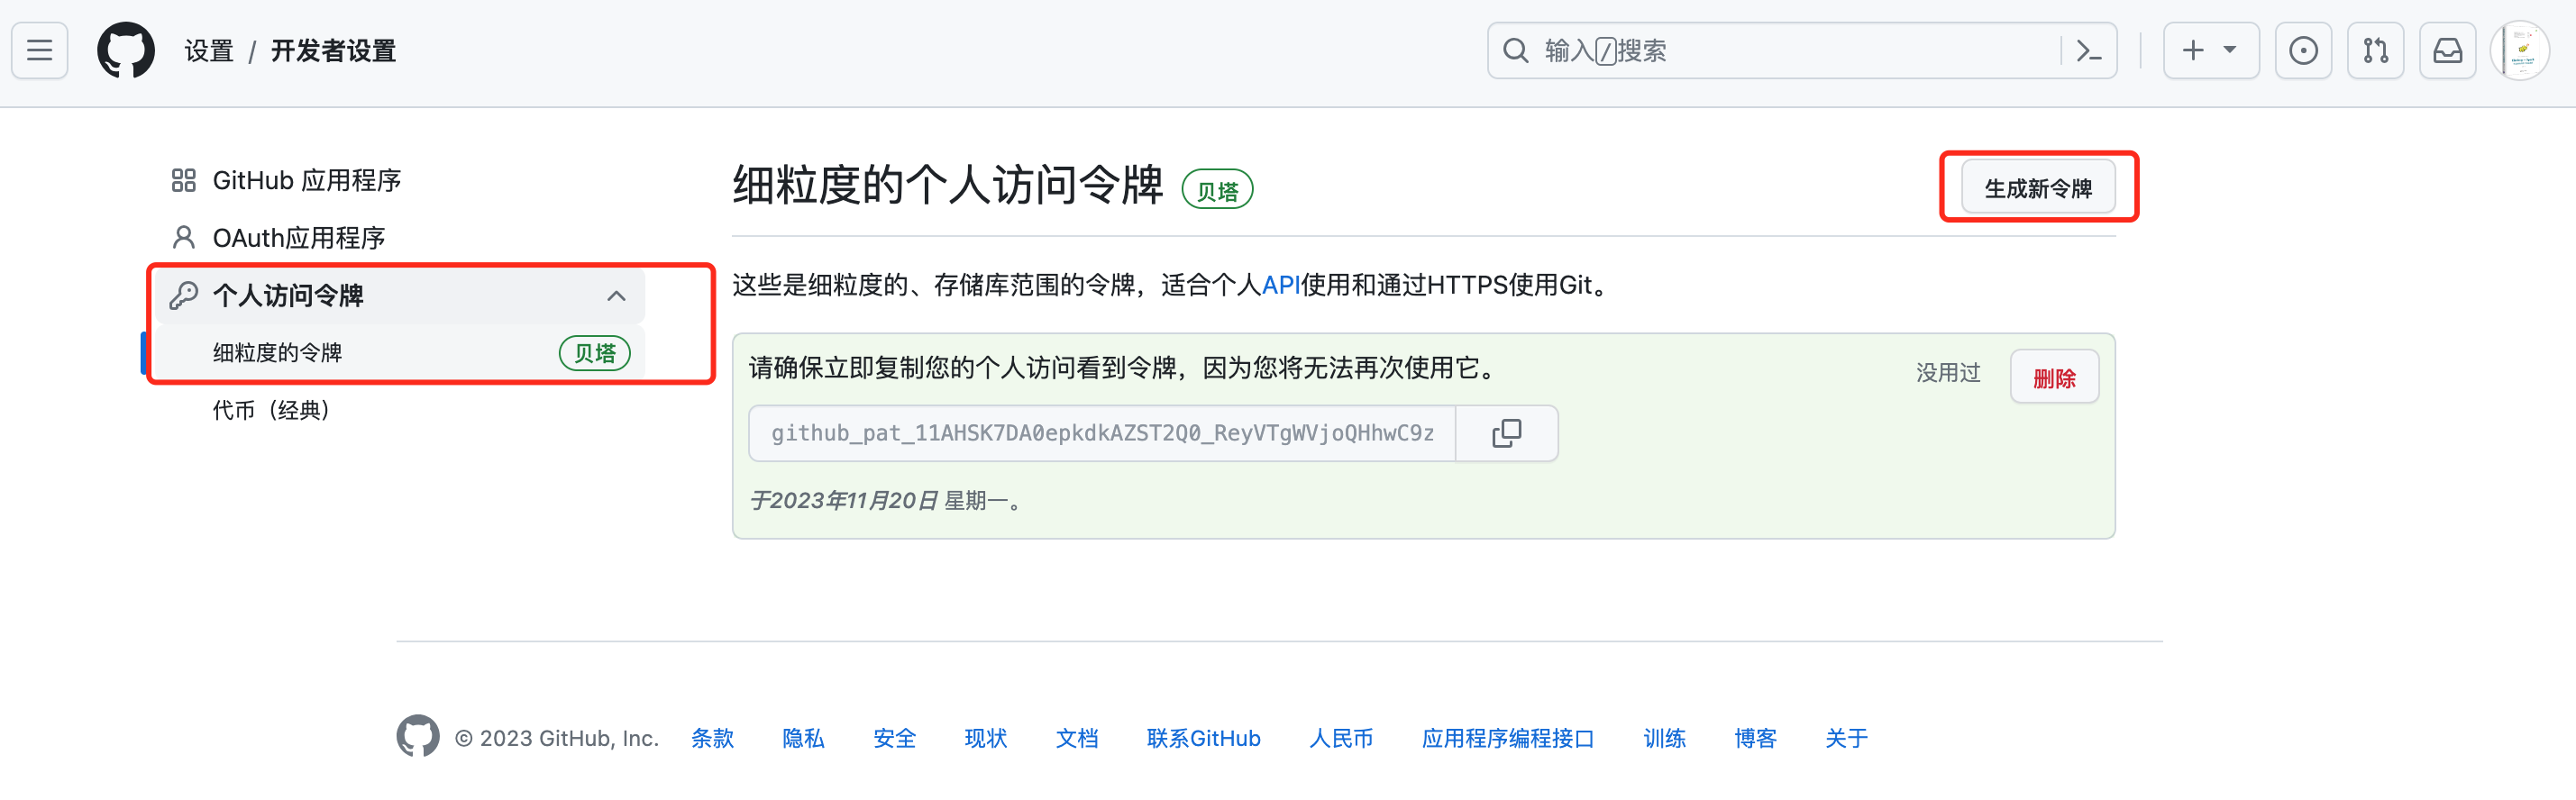 设置 / 开发者设置
输入/搜索
GitHub 应用程序
OAuth应用程序
个人访问令牌
细粒度的令牌 贝塔
代币（经典）
细粒度的个人访问令牌 贝塔
生成新令牌
这些是细粒度的、存储库范围的令牌，适合个人API使用和通过HTTPS使用Git。
请确保立即复制您的个人访问看到令牌，因为您将无法再次使用它。
没用过 删除
github_pat_11AHSK7DA0epkdkAZST2Q0_ReyVTgWVjoQHhwC9z
于2023年11月20日 星期一。
© 2023 GitHub, Inc. 条款 隐私 安全 现状 文档 联系GitHub 人民币 应用程序编程接口 训练 博客 关于